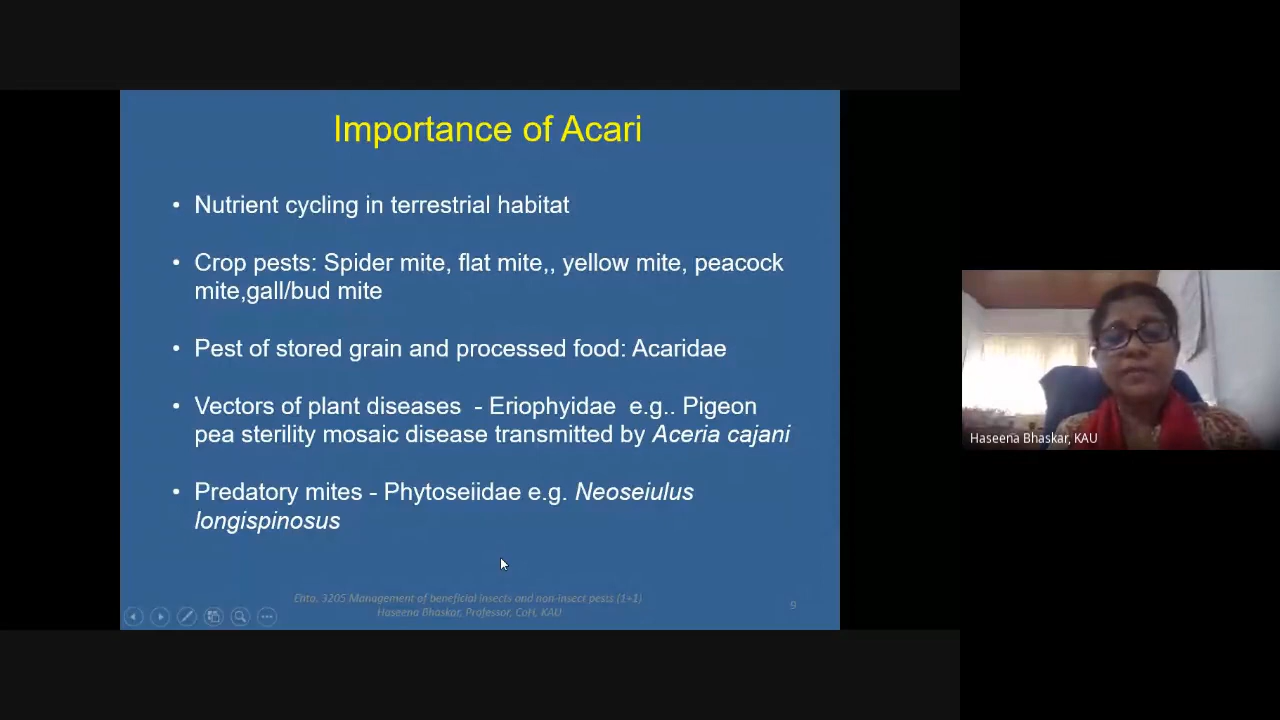 Importance of Acari
• Nutrient cycling in terrestrial habitat
• Crop pests: Spider mite, flat mite,, yellow mite, peacock
mite,gall/bud mite
• Pest of stored grain and processed food: Acaridae
• Vectors of plant diseases - Eriophyidae e.g.. Pigeon
pea sterility mosaic disease transmitted by Aceria cajani
• Predatory mites - Phytoseiidae e.g. Neoseiulus
longispinosus
Ento. 3205 Management of beneficial insects and non-insect pests (1+1)
Haseena Bhaskar, Professor, CoH, KAU
9
Haseena Bhaskar, KAU